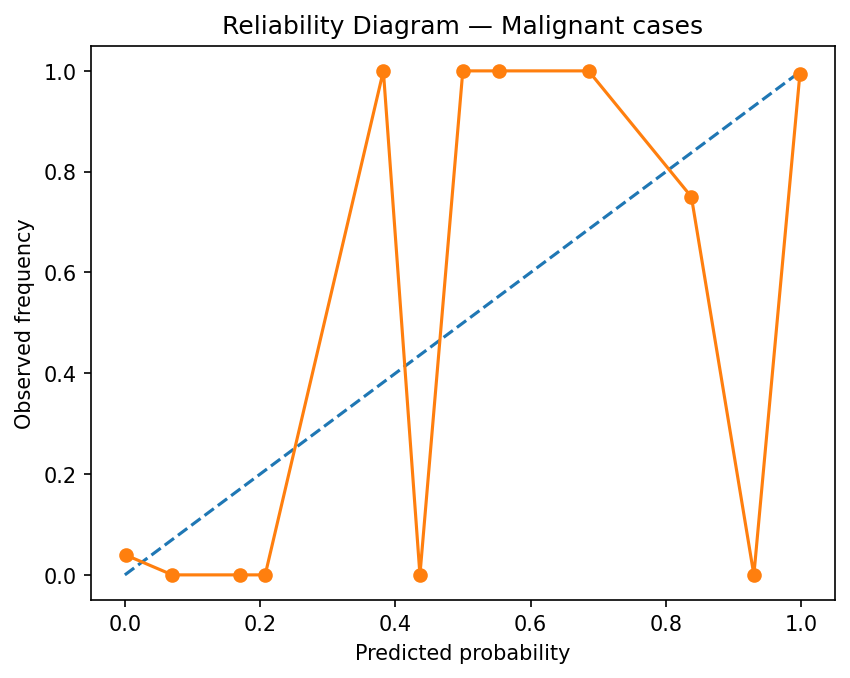 Reliability Diagram — Malignant cases
1.0
0.8
0.6
0.4
0.2
0.0
Observed frequency
0.0 0.2 0.4 0.6 0.8 1.0
Predicted probability